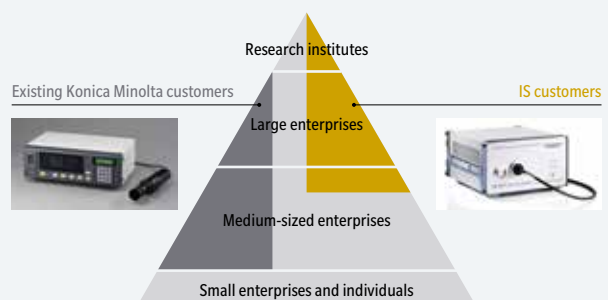 Research institutes
Existing Konica Minolta customers
IS customers
Large enterprises
Medium-sized enterprises
Small enterprises and individuals